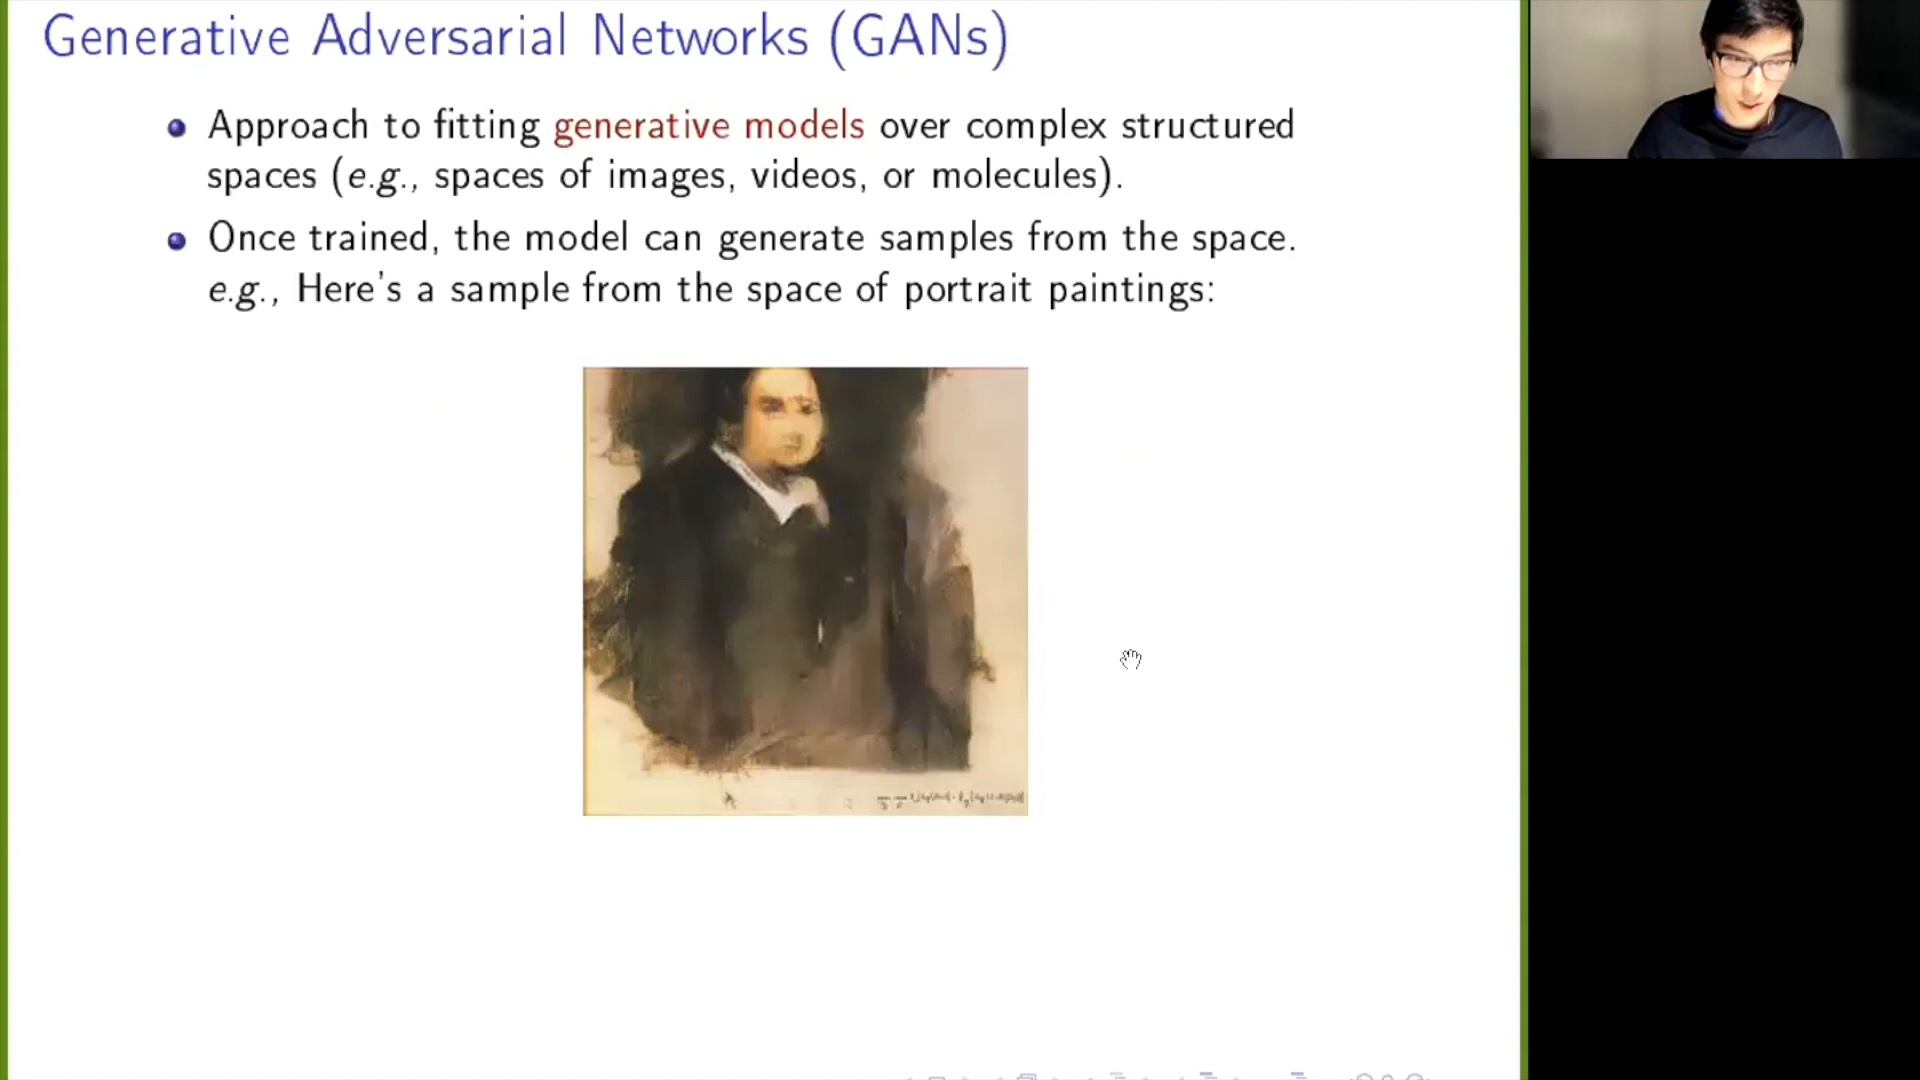 Generative Adversarial Networks (GANs)
Approach to fitting generative models over complex structured
spaces (e.g., spaces of images, videos, or molecules).
Once trained, the model can generate samples from the space.
e.g., Here's a sample from the space of portrait paintings: